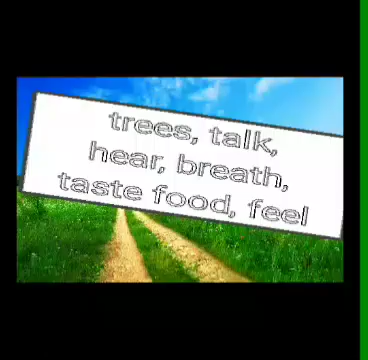 trees, talk,
hear, breath,
taste food, feel